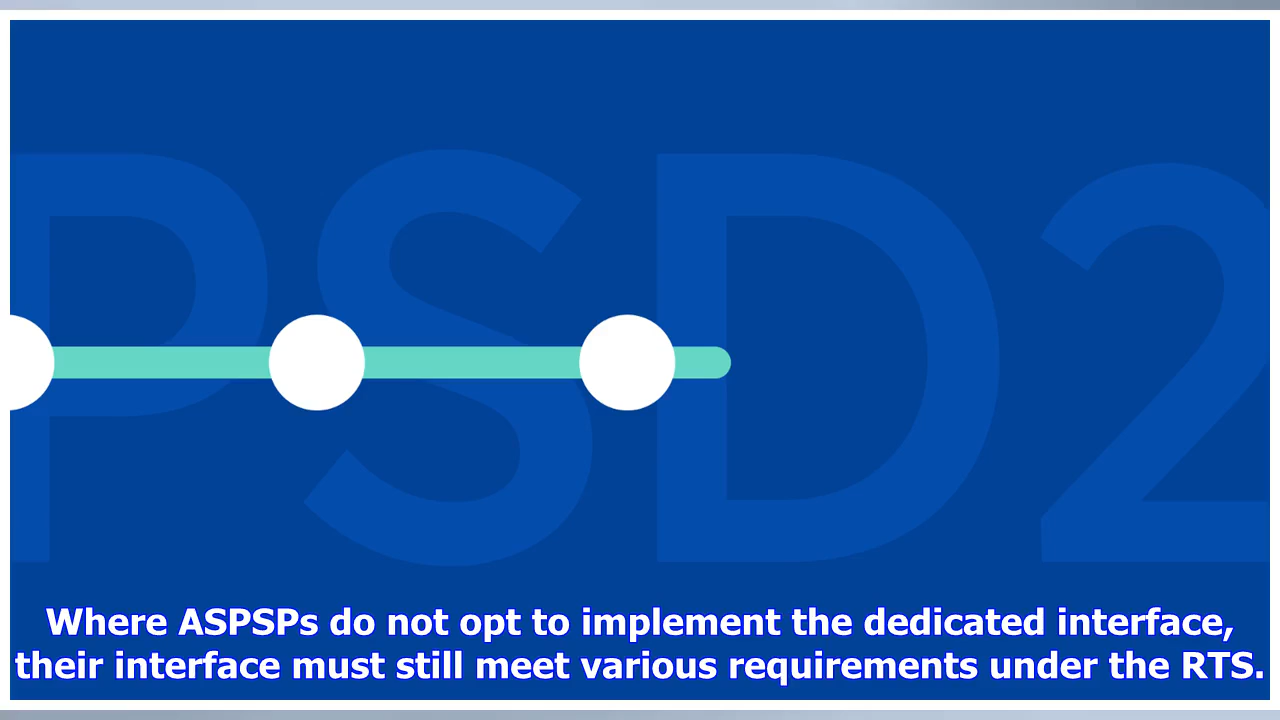 PSD2
Where ASPSPs do not opt to implement the dedicated interface,
their interface must still meet various requirements under the RTS.